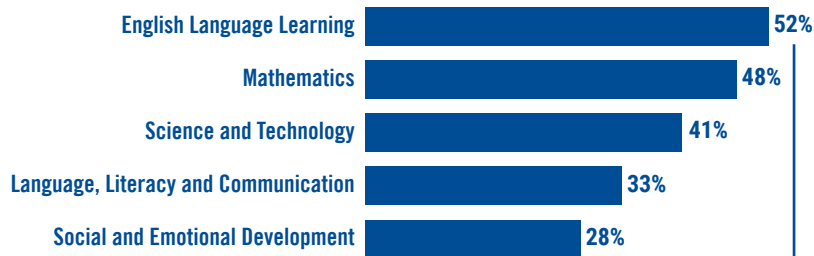 English Language Learning 52%
Mathematics 48%
Science and Technology 41%
Language, Literacy and Communication 33%
Social and Emotional Development 28%